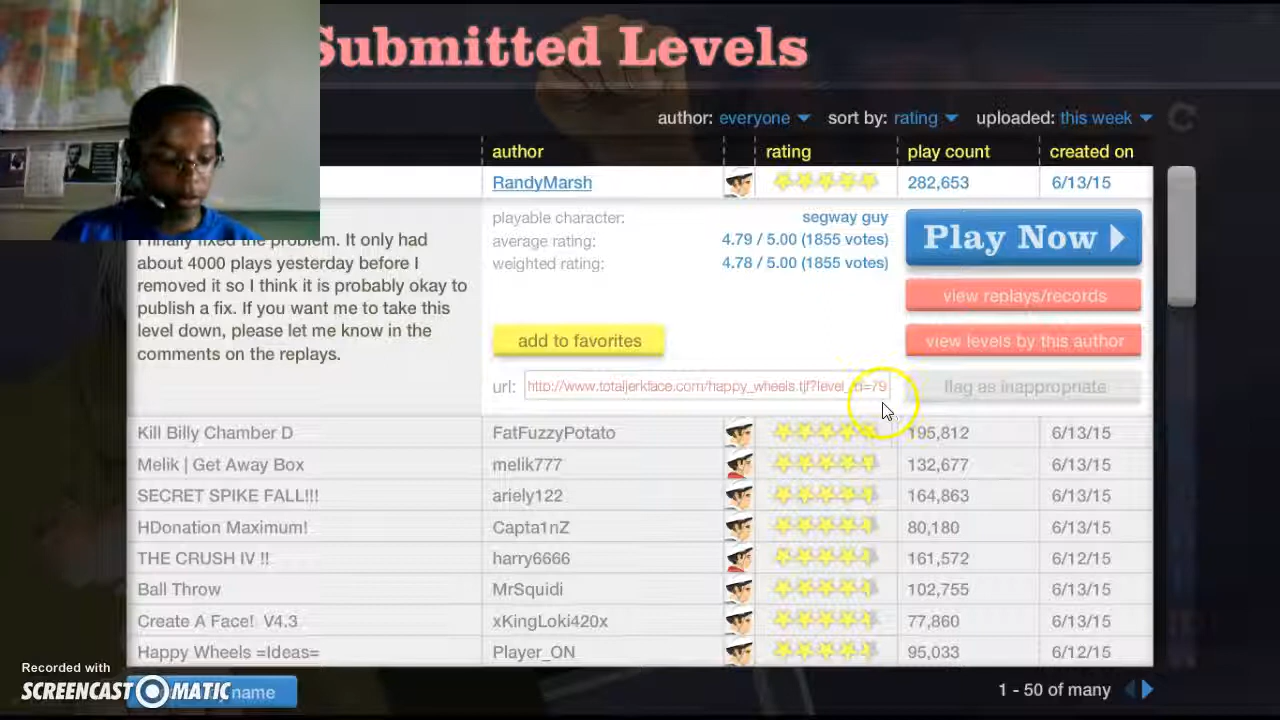 Submitted Levels
author: everyone sort by: rating uploaded: this week
author rating play count created on
RandyMarsh 282,653 6/13/15
I finally fixed the problem. It only had
about 4000 plays yesterday before I
removed it so I think it is probably okay to
publish a fix. If you want me to take this
level down, please let me know in the
comments on the replays.
playable character: segway guy
average rating: 4.79 / 5.00 (1855 votes)
weighted rating: 4.78 / 5.00 (1855 votes)
add to favorites
url: http://www.totaljerkface.com/happy_wheels.tjf?level_id=79
Play Now
view replays/records
view levels by this author
flag as inappropriate
Kill Billy Chamber D FatFuzzyPotato 195,812 6/13/15
Melik | Get Away Box melik777 132,677 6/13/15
SECRET SPIKE FALL!!! ariely122 164,863 6/13/15
HDonation Maximum! Capta1nZ 80,180 6/13/15
THE CRUSH IV !! harry6666 161,572 6/12/15
Ball Throw MrSquidi 102,755 6/13/15
Create A Face! V4.3 xKingLoki420x 77,860 6/13/15
Happy Wheels =Ideas= Player_ON 95,033 6/12/15
Recorded with
SCREENCAST-O-MATIC
name
1 - 50 of many